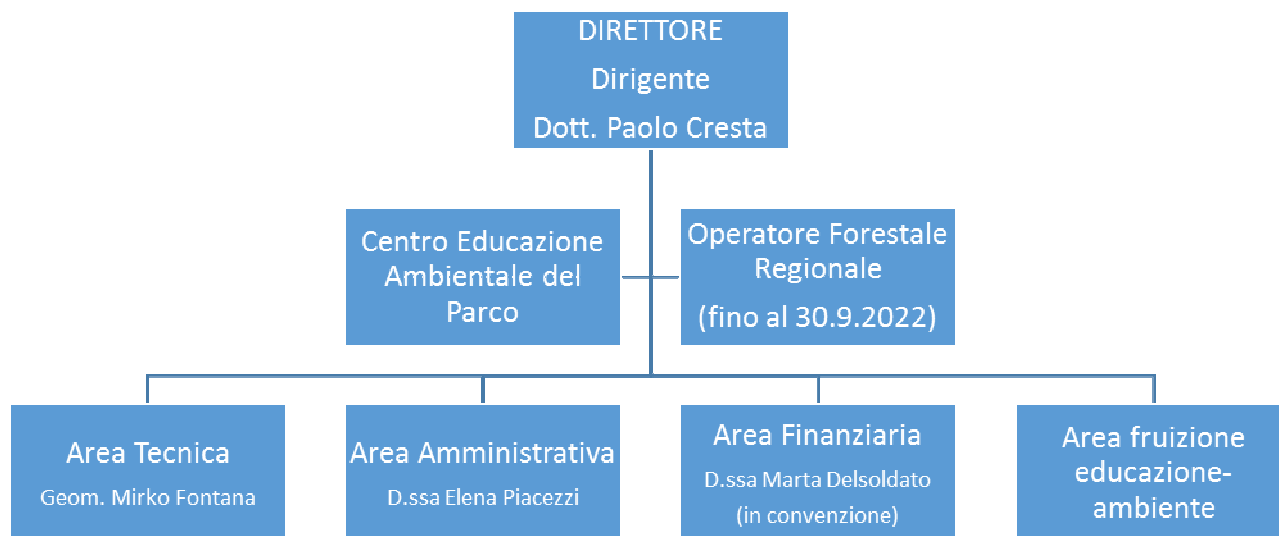 DIRETTORE
Dirigente
Dott. Paolo Cresta
Centro Educazione
Ambientale del
Parco
Operatore Forestale
Regionale
(fino al 30.9.2022)
Area Tecnica
Geom. Mirko Fontana
Area Amministrativa
D.ssa Elena Piacezzi
Area Finanziaria
D.ssa Marta Delsoldato
(in convenzione)
Area fruizione
educazione-
ambiente